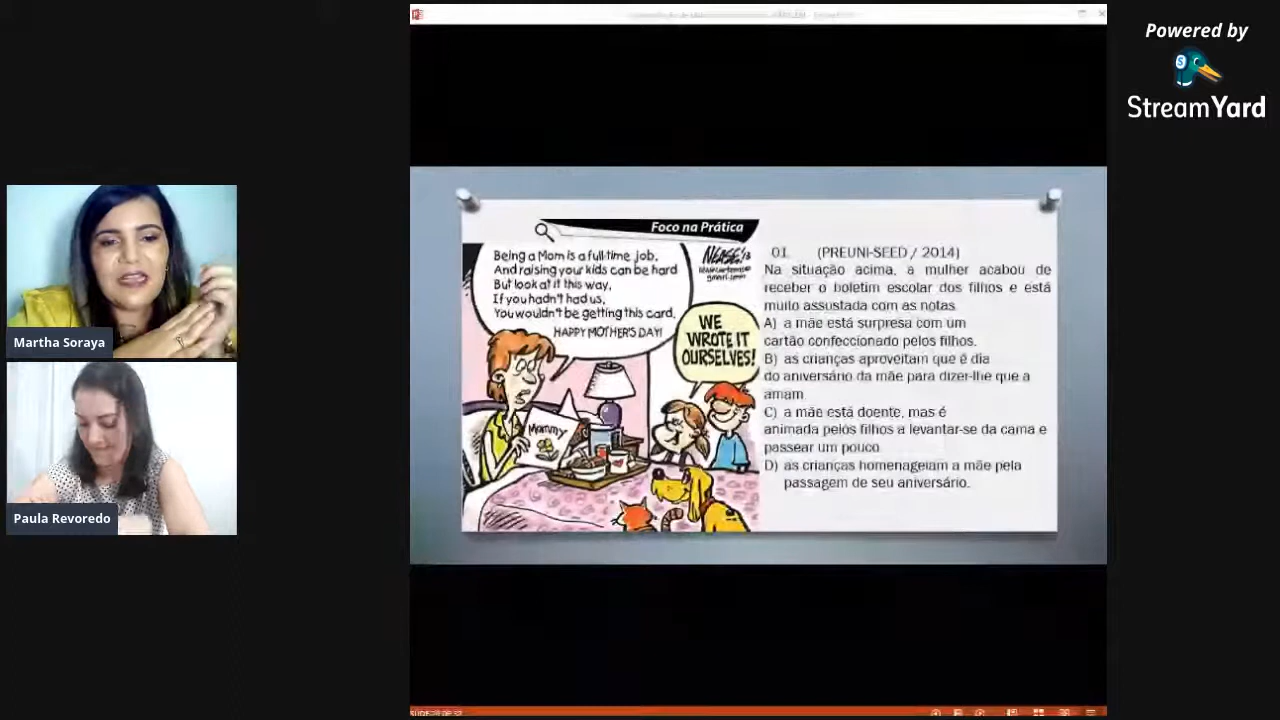 Powered by
StreamYard
Martha Soraya
Paula Revoredo
Foco na Prática
Being a Mom is a full-time job.
And raising your kids can be hard
But look at it this way,
If you hadn't had us,
You wouldn't be getting this card.
HAPPY MOTHER'S DAY!
WE
WROTE IT
OURSELVES!
Mommy
01. (PREUNI-SEED / 2014)
Na situação acima, a mulher acabou de
receber o boletim escolar dos filhos e está
muito assustada com as notas.
A) a mãe está surpresa com um
cartão confeccionado pelos filhos.
B) as crianças aproveitam que é dia
do aniversário da mãe para dizer-lhe que a
amam.
C) a mãe está doente, mas é
animada pelos filhos a levantar-se da cama e
passear um pouco.
D) as crianças homenageiam a mãe pela
passagem de seu aniversário.